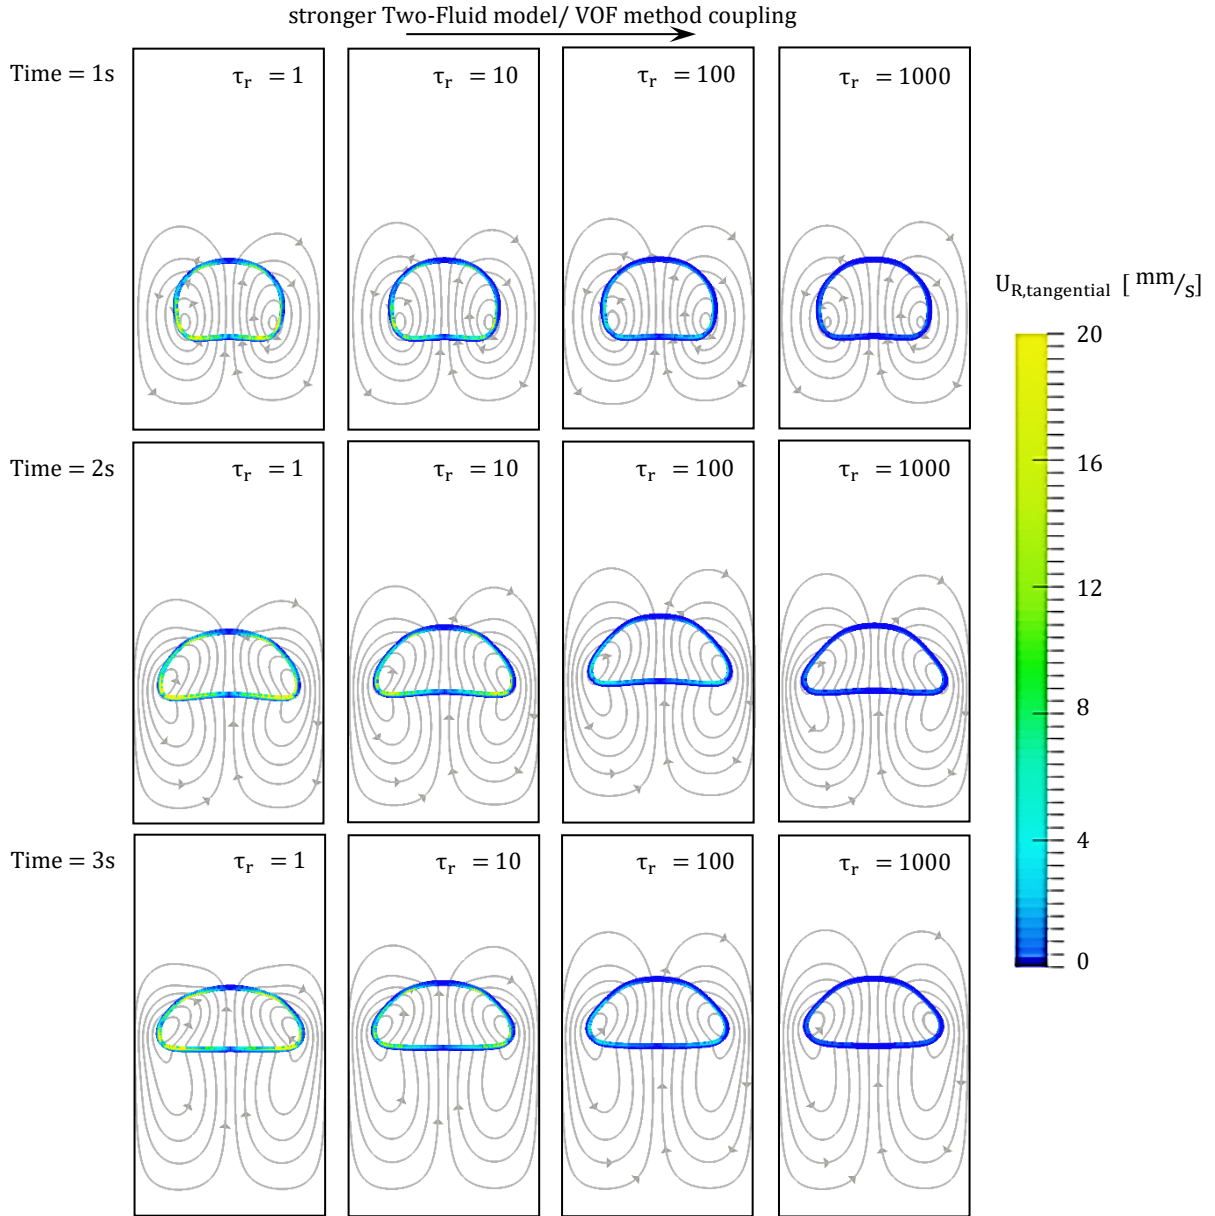 stronger Two-Fluid model/ VOF method coupling
Time = 1s
τr = 1
τr = 10
τr = 100
τr = 1000
UR,tangential [ mm/s]
20
16
12
8
4
0
Time = 2s
τr = 1
τr = 10
τr = 100
τr = 1000
Time = 3s
τr = 1
τr = 10
τr = 100
τr = 1000